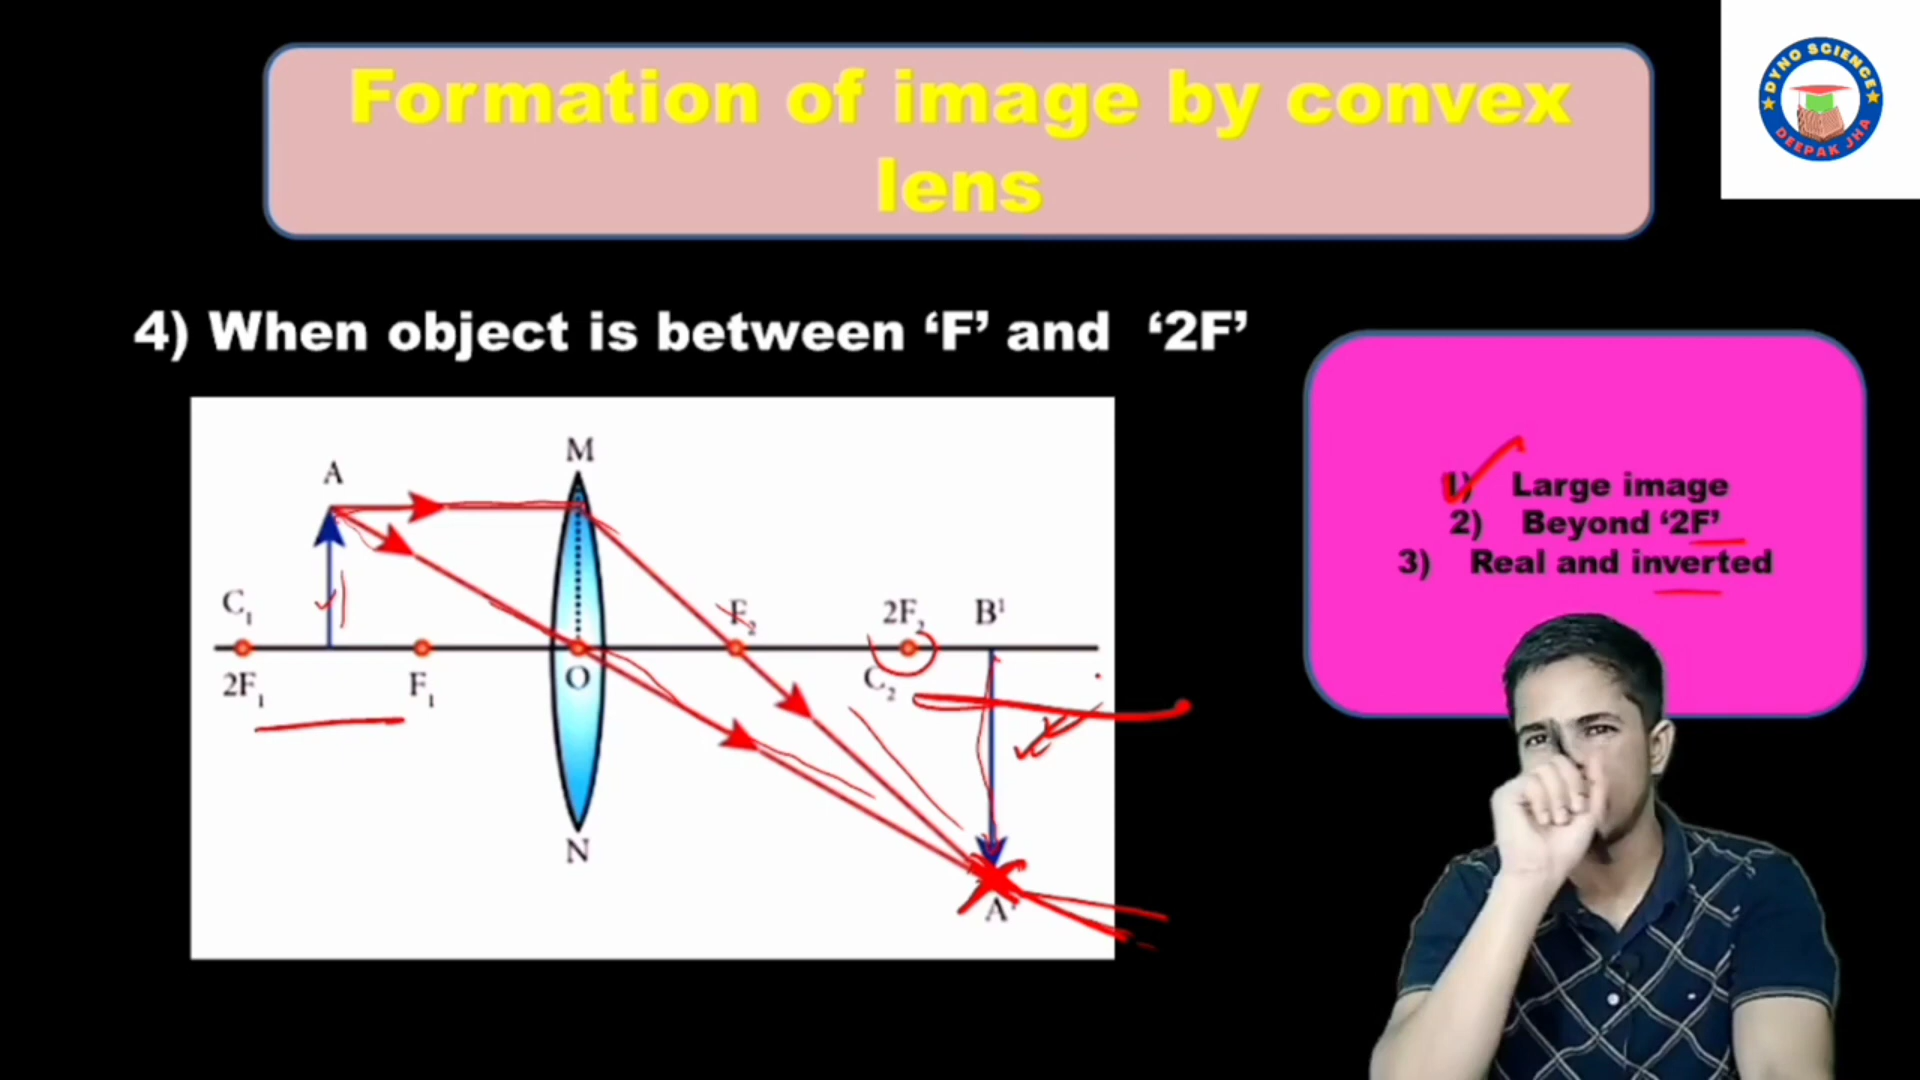 Formation of image by convex
lens
DYNO SCIENCE
DEEPAK JHA
4) When object is between ‘F’ and ‘2F’
M
A
C₁
F₂
2F₂
B¹
2F₁
F₁
O
C₂
N
A'
1) Large image
2) Beyond ‘2F’
3) Real and inverted